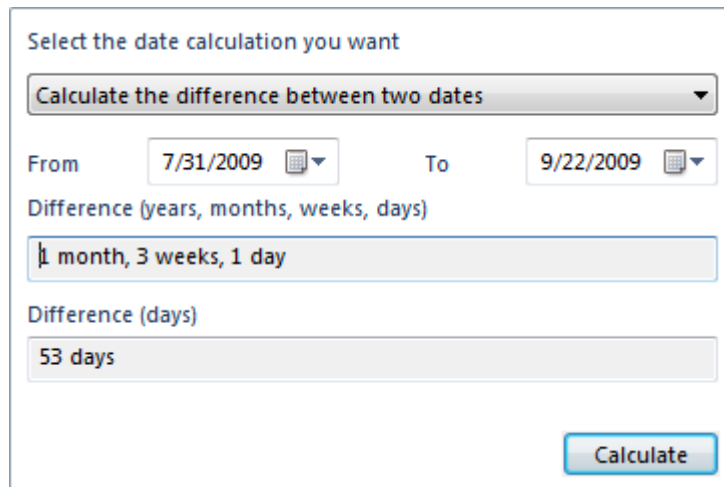 Select the date calculation you want
Calculate the difference between two dates
From 7/31/2009 To 9/22/2009
Difference (years, months, weeks, days)
1 month, 3 weeks, 1 day
Difference (days)
53 days
Calculate